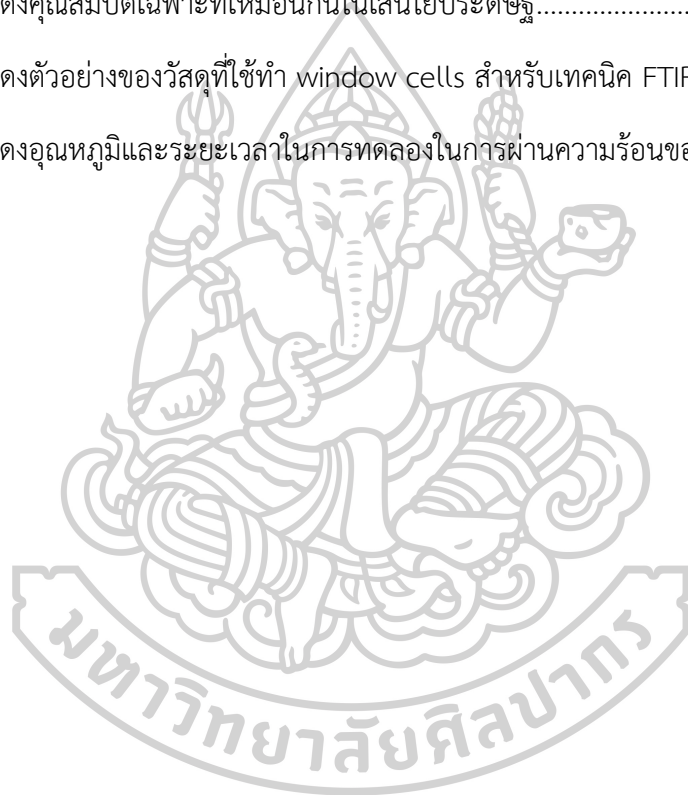 ดงคุณสมบัติเฉพาะที่เหมือนกันในเส้นใยประดิษฐ์......................
ดงตัวอย่างของวัสดุที่ใช้ทำ window cells สำหรับเทคนิค FTIR
ดงอุณหภูมิและระยะเวลาในการทดลองในการผ่านความร้อนขอ
มหาวิทยาลัยศิลปากร